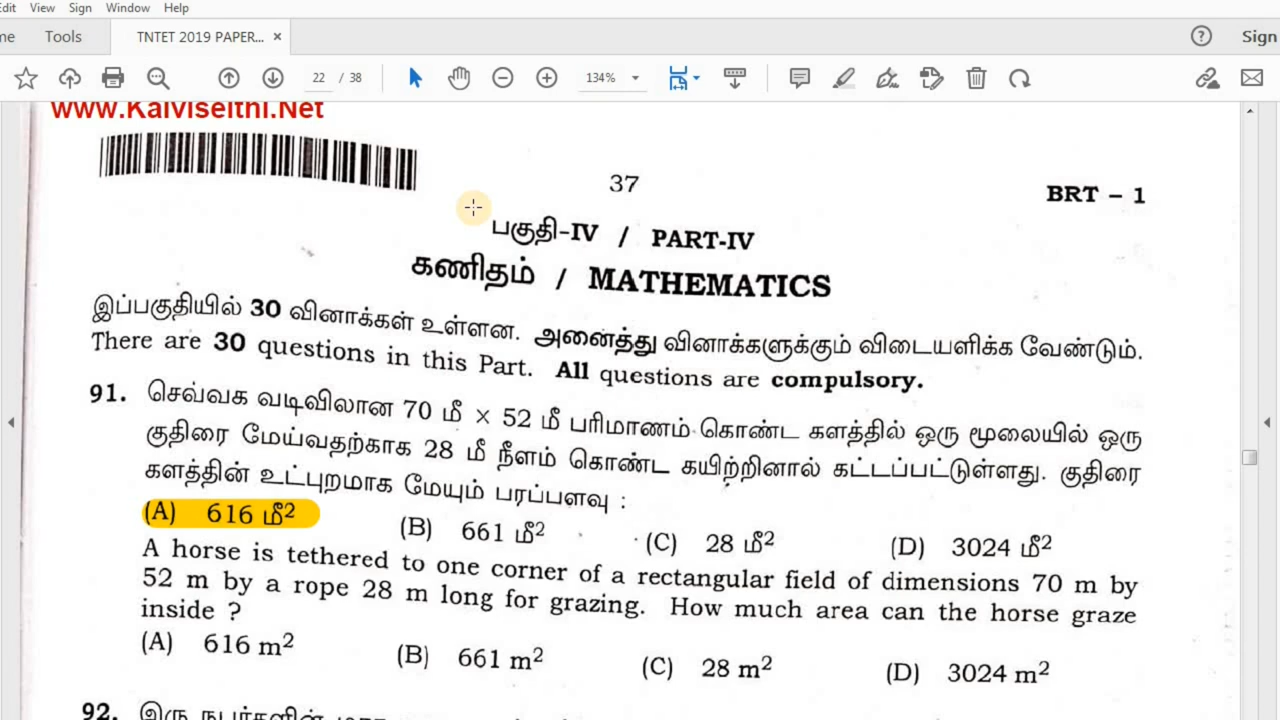 Edit View Sign Window Help
me Tools TNTET 2019 PAPER... × ? Sign
22 / 38 134%
www.Kalviseithi.Net
37
BRT – 1
பகுதி-IV / PART-IV
கணிதம் / MATHEMATICS
இப்பகுதியில் 30 வினாக்கள் உள்ளன. அனைத்து வினாக்களுக்கும் விடையளிக்க வேண்டும்.
There are 30 questions in this Part. All questions are compulsory.
91. செவ்வக வடிவிலான 70 மீ × 52 மீ பரிமாணம் கொண்ட களத்தில் ஒரு மூலையில் ஒரு
குதிரை மேய்வதற்காக 28 மீ நீளம் கொண்ட கயிற்றினால் கட்டப்பட்டுள்ளது. குதிரை
களத்தின் உட்புறமாக மேயும் பரப்பளவு :
(A) 616 மீ² (B) 661 மீ² (C) 28 மீ² (D) 3024 மீ²
A horse is tethered to one corner of a rectangular field of dimensions 70 m by
52 m by a rope 28 m long for grazing. How much area can the horse graze
inside ?
(A) 616 m² (B) 661 m² (C) 28 m² (D) 3024 m²
92. இரு நபர்களின்